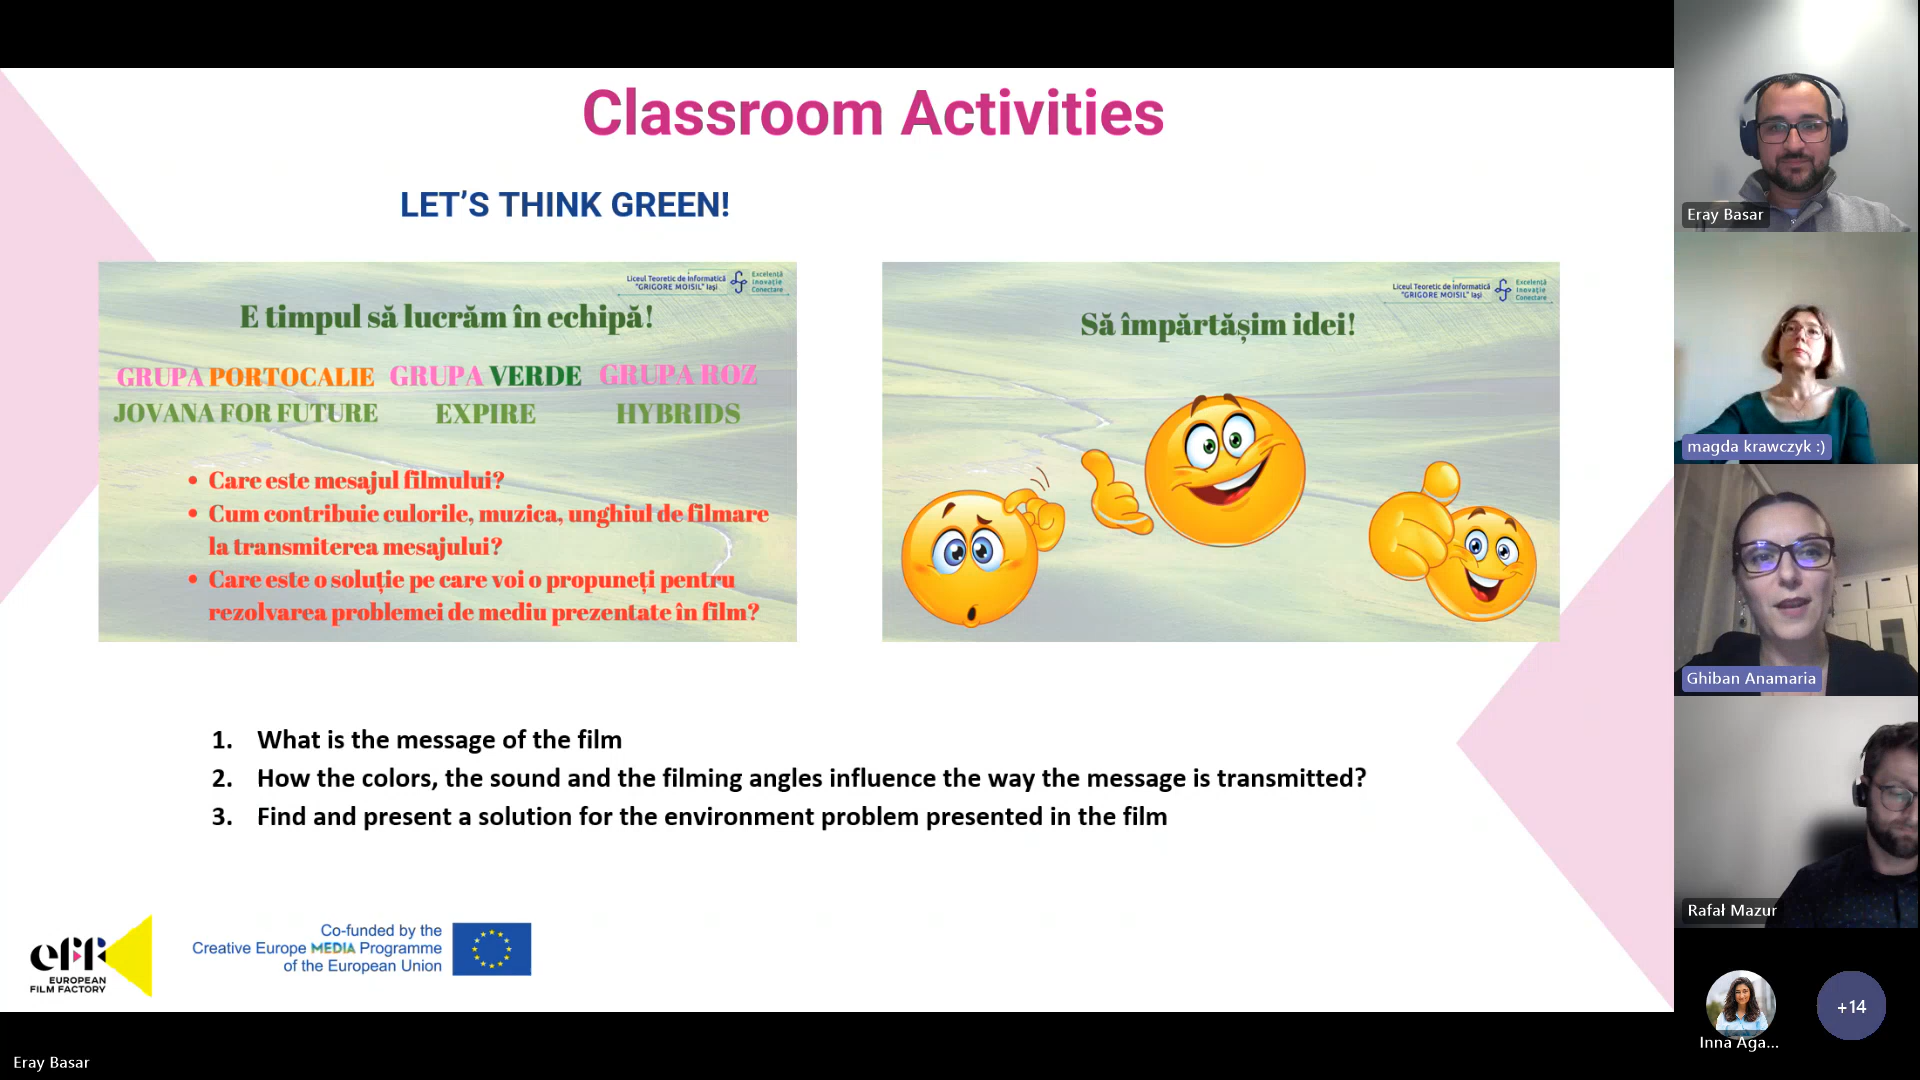 Classroom Activities
LET'S THINK GREEN!
Liceul Teoretic de Informatică
"GRIGORE MOISIL" Iași
Excelență
Inovație
Conectare
E timpul să lucrăm în echipă!
GRUPA PORTOCALIE GRUPA VERDE GRUPA ROZ
JOVANA FOR FUTURE EXPIRE HYBRIDS
• Care este mesajul filmului?
• Cum contribuie culorile, muzica, unghiul de filmare
la transmiterea mesajului?
• Care este o soluție pe care voi o propuneți pentru
rezolvarea problemei de mediu prezentate în film?
Liceul Teoretic de Informatică
"GRIGORE MOISIL" Iași
Excelență
Inovație
Conectare
Să împărtășim idei!
1. What is the message of the film
2. How the colors, the sound and the filming angles influence the way the message is transmitted?
3. Find and present a solution for the environment problem presented in the film
eff
EUROPEAN
FILM FACTORY
Co-funded by the
Creative Europe MEDIA Programme
of the European Union
Eray Basar
Eray Basar
magda krawczyk :)
Ghiban Anamaria
Rafał Mazur
Inna Aga...
+14